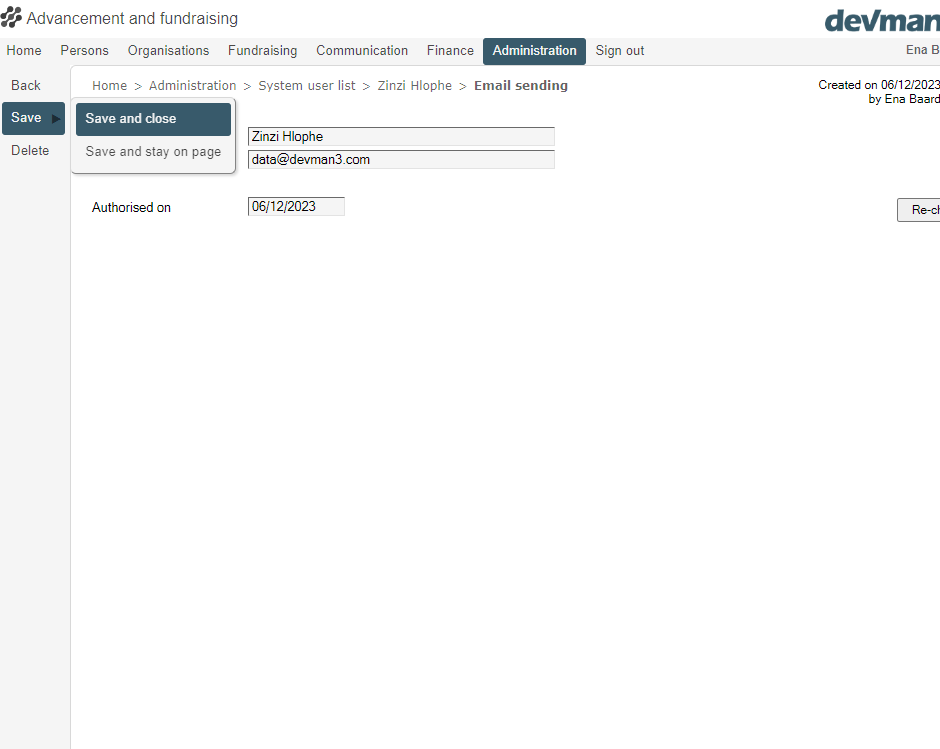 Advancement and fundraising
devman
Home Persons Organisations Fundraising Communication Finance Administration Sign out Ena B
Back
Home > Administration > System user list > Zinzi Hlophe > Email sending
Created on 06/12/2023
by Ena Baard
Save
Save and close
Zinzi Hlophe
Delete
Save and stay on page
data@devman3.com
Authorised on 06/12/2023
Re-ch